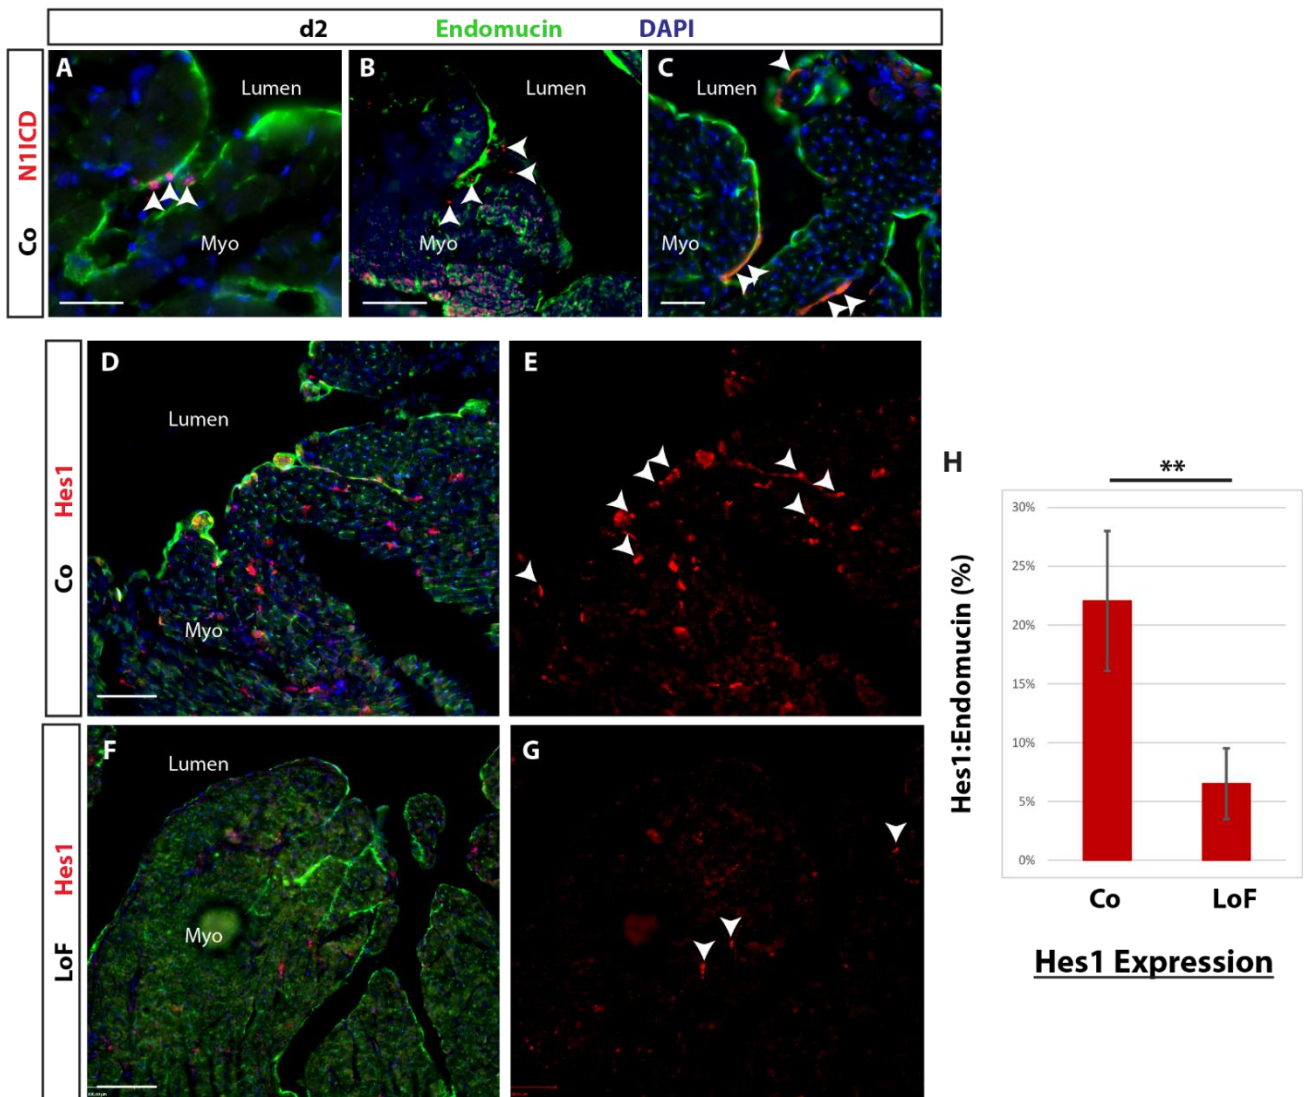 d2 Endomucin DAPI
Co N1ICD
A Lumen Myo
B Lumen Myo
C Lumen Myo
Co Hes1
D Lumen Myo
E
LoF Hes1
F Lumen Myo
G
H
**
Hes1:Endomucin (%)
30%
25%
20%
15%
10%
5%
0%
Co LoF
Hes1 Expression